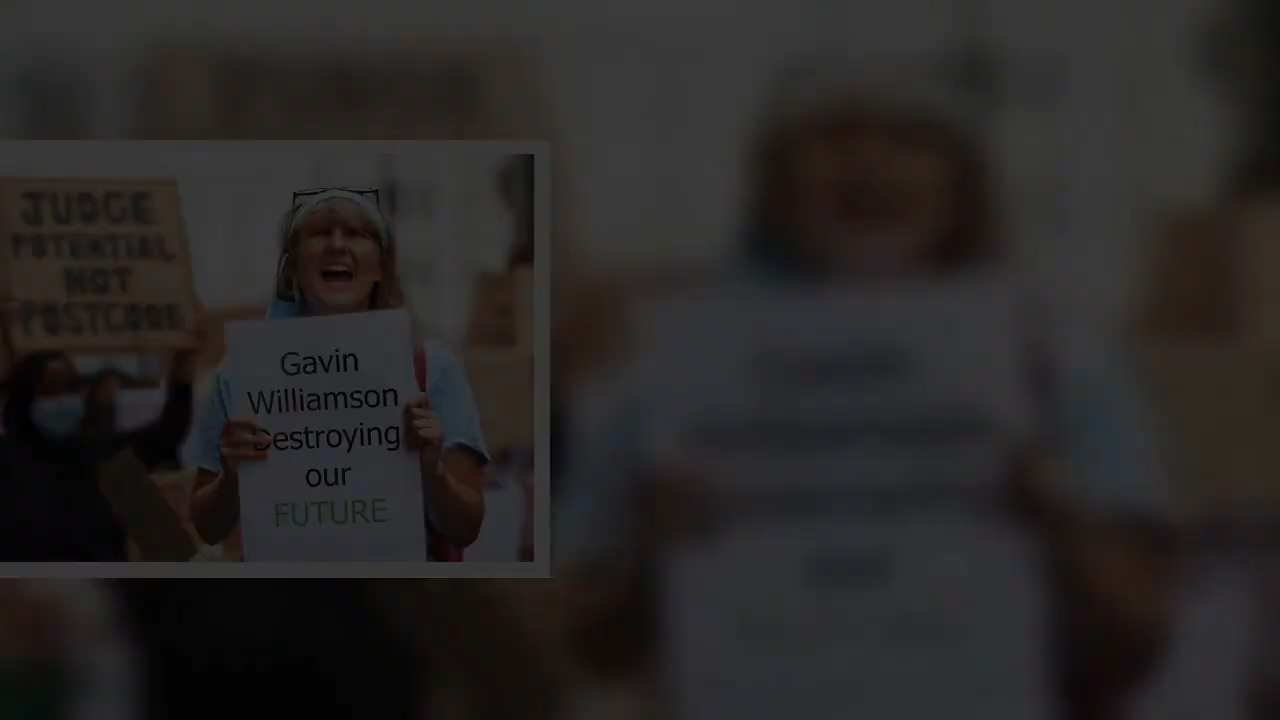 JUDGE
POTENTIAL
NOT
POSTCODE
Gavin
Williamson
Destroying
our
FUTURE